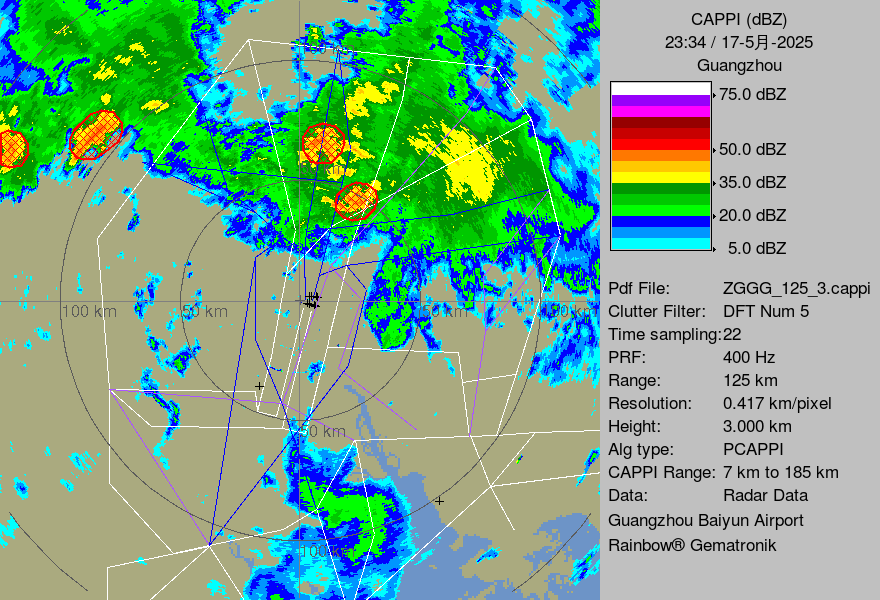 CAPPI (dBZ)
23:34 / 17-5月-2025
Guangzhou
75.0 dBZ
50.0 dBZ
35.0 dBZ
20.0 dBZ
5.0 dBZ
Pdf File: ZGGG_125_3.cappi
Clutter Filter: DFT Num 5
Time sampling:22
PRF: 400 Hz
Range: 125 km
Resolution: 0.417 km/pixel
Height: 3.000 km
Alg type: PCAPPI
CAPPI Range: 7 km to 185 km
Data: Radar Data
Guangzhou Baiyun Airport
Rainbow® Gematronik
100 km
50 km
50 km
50 km
100 km